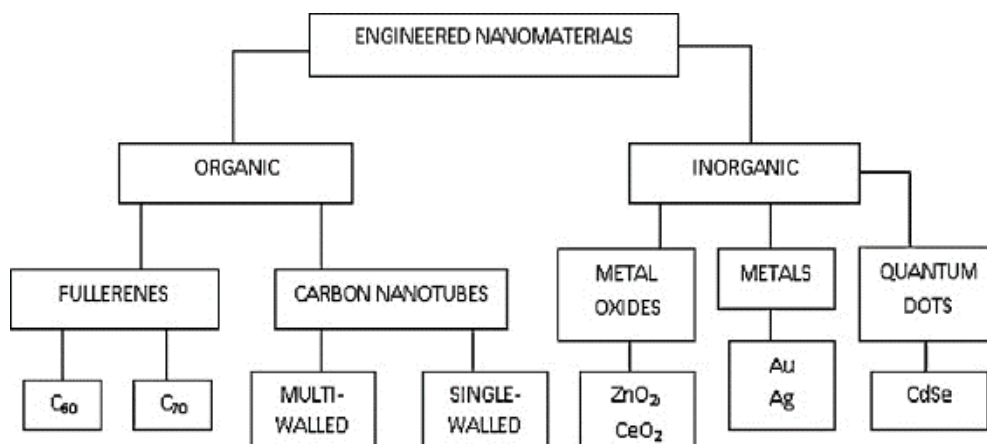 ENGINEERED NANOMATERIALS
ORGANIC
INORGANIC
FULLERENES
CARBON NANOTUBES
METAL
OXIDES
METALS
QUANTUM
DOTS
C₆₀
C₇₀
MULTI-
WALLED
SINGLE-
WALLED
ZnO₂,
CeO₂
Au
Ag
CdSe